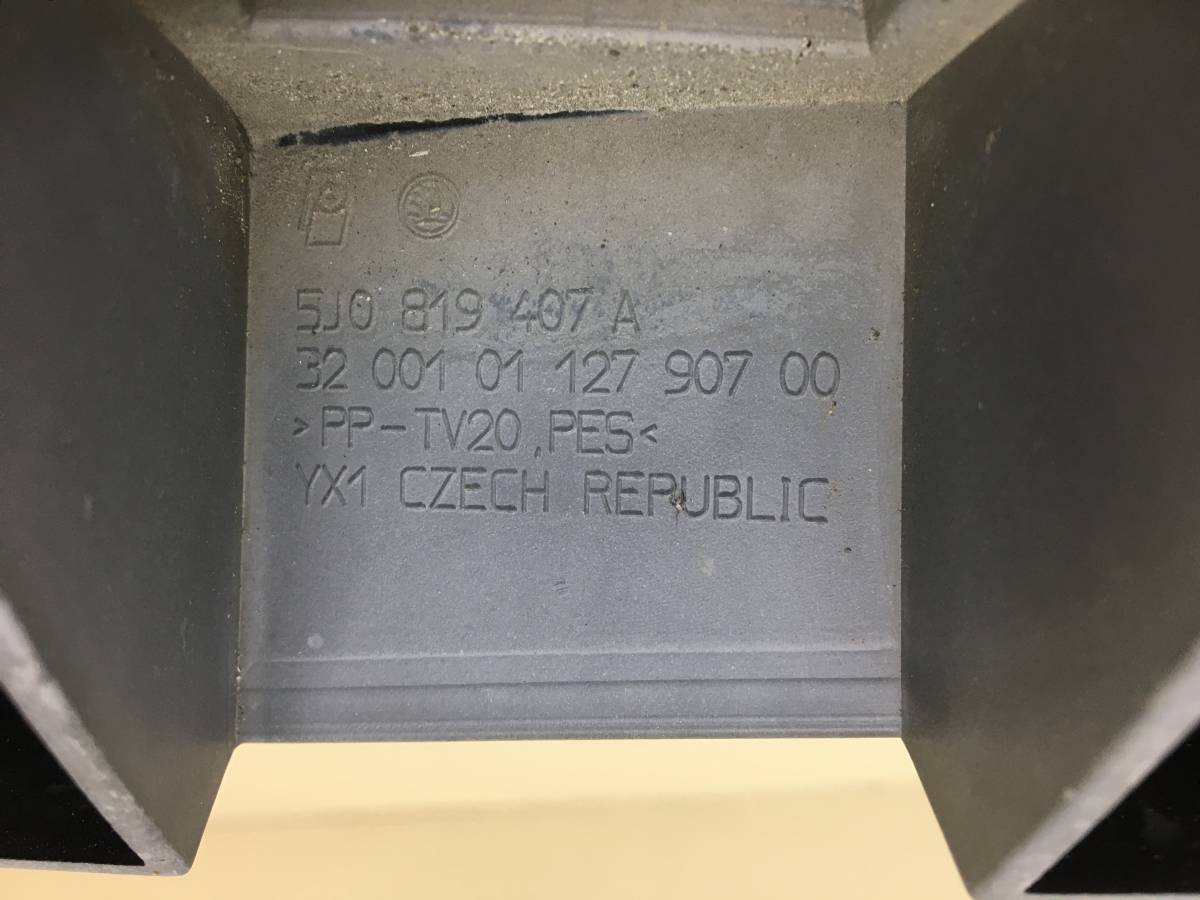 5J0 819 407 A
32 001 01 127 907 00
>PP-TV20,PES<
YX1 CZECH REPUBLIC